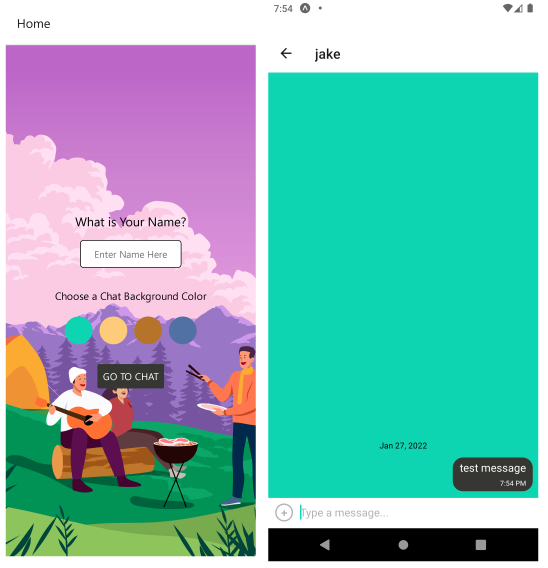 Home
What is Your Name?
Enter Name Here
Choose a Chat Background Color
GO TO CHAT
7:54
jake
Jan 27, 2022
test message
7:54 PM
Type a message...